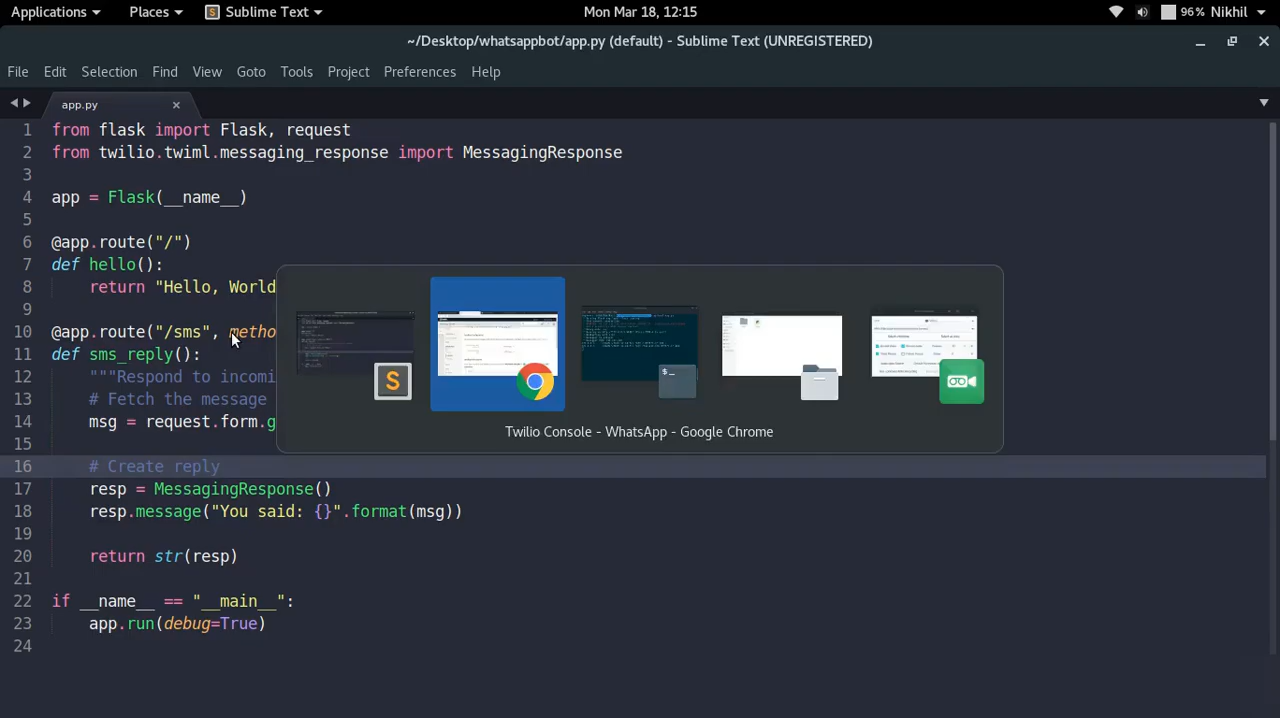 Applications Places Sublime Text Mon Mar 18, 12:15 96% Nikhil
~/Desktop/whatsappbot/app.py (default) - Sublime Text (UNREGISTERED)
File Edit Selection Find View Goto Tools Project Preferences Help
app.py
1 from flask import Flask, request
2 from twilio.twiml.messaging_response import MessagingResponse
3
4 app = Flask(__name__)
5
6 @app.route("/")
7 def hello():
8 return "Hello, World
9
10 @app.route("/sms", metho
11 def sms_reply():
12 """Respond to incomi
13 # Fetch the message
14 msg = request.form.g
15
Twilio Console - WhatsApp - Google Chrome
16 # Create reply
17 resp = MessagingResponse()
18 resp.message("You said: {}".format(msg))
19
20 return str(resp)
21
22 if __name__ == "__main__":
23 app.run(debug=True)
24